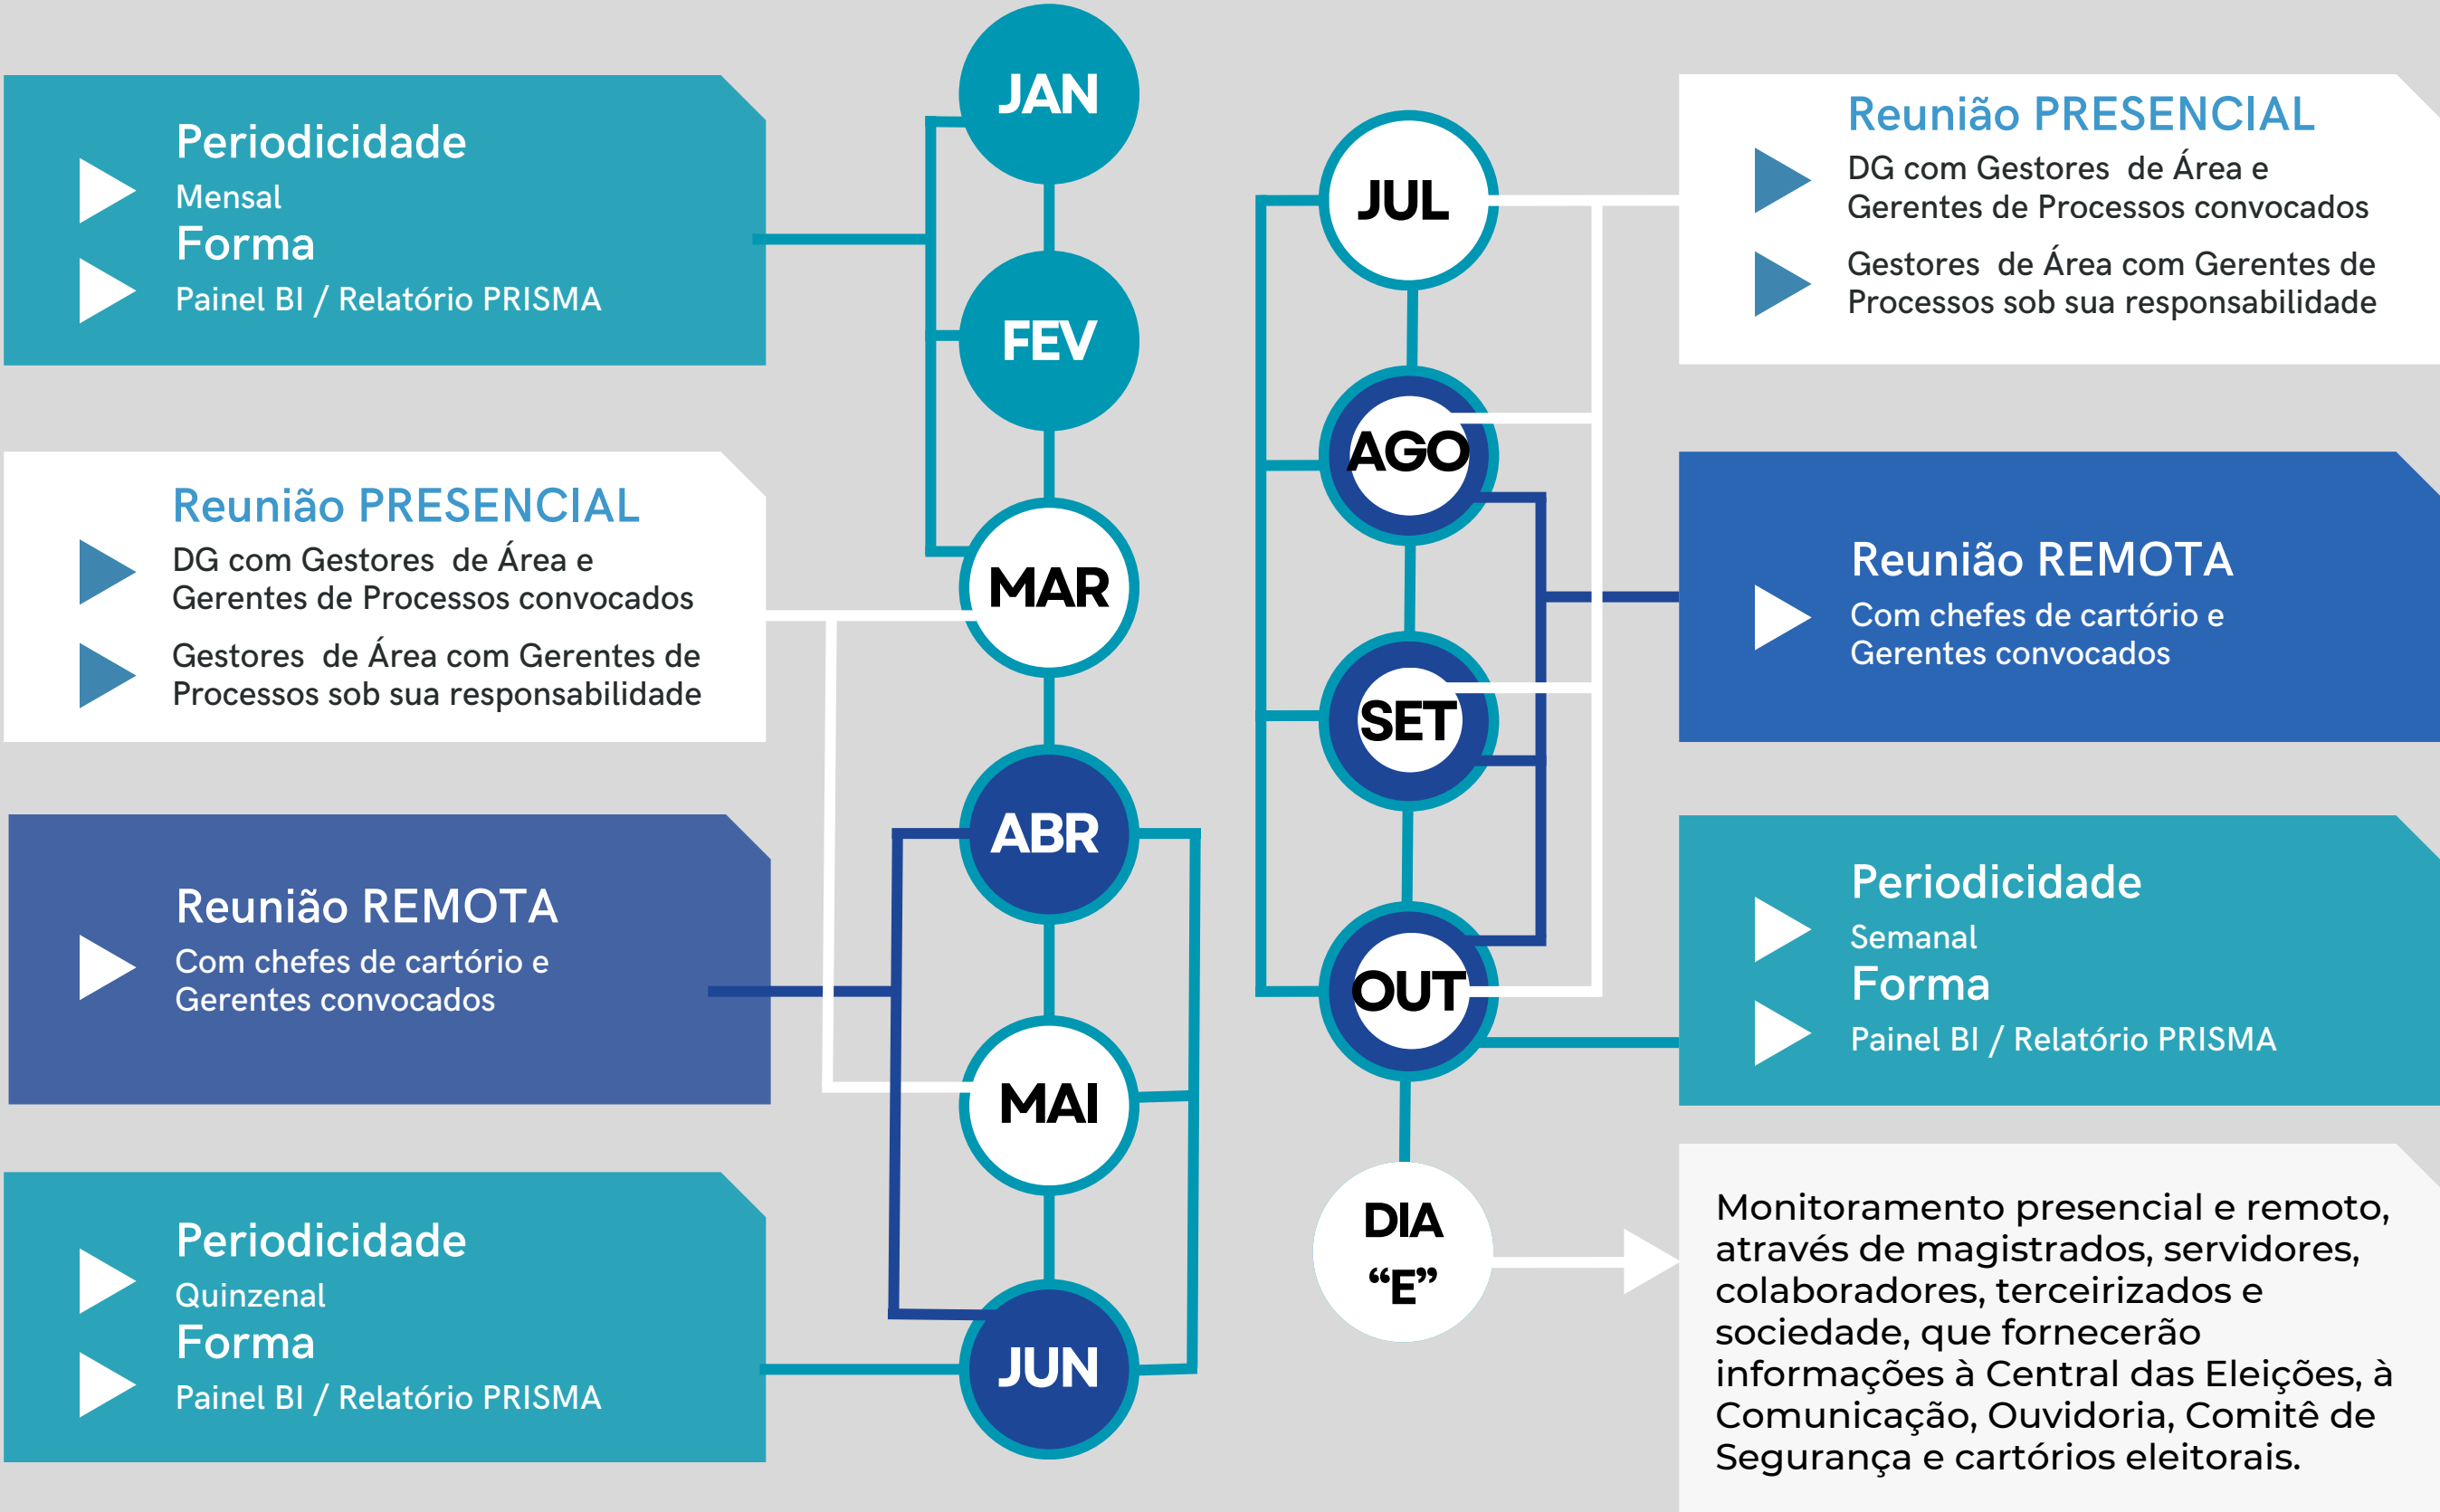 Periodicidade
Mensal
Forma
Painel BI / Relatório PRISMA
Reunião PRESENCIAL
DG com Gestores de Área e
Gerentes de Processos convocados
Gestores de Área com Gerentes de
Processos sob sua responsabilidade
Reunião REMOTA
Com chefes de cartório e
Gerentes convocados
Periodicidade
Quinzenal
Forma
Painel BI / Relatório PRISMA
JAN
FEV
MAR
ABR
MAI
JUN
JUL
AGO
SET
OUT
DIA
“E”
Reunião PRESENCIAL
DG com Gestores de Área e
Gerentes de Processos convocados
Gestores de Área com Gerentes de
Processos sob sua responsabilidade
Reunião REMOTA
Com chefes de cartório e
Gerentes convocados
Periodicidade
Semanal
Forma
Painel BI / Relatório PRISMA
Monitoramento presencial e remoto,
através de magistrados, servidores,
colaboradores, terceirizados e
sociedade, que fornecerão
informações à Central das Eleições, à
Comunicação, Ouvidoria, Comitê de
Segurança e cartórios eleitorais.